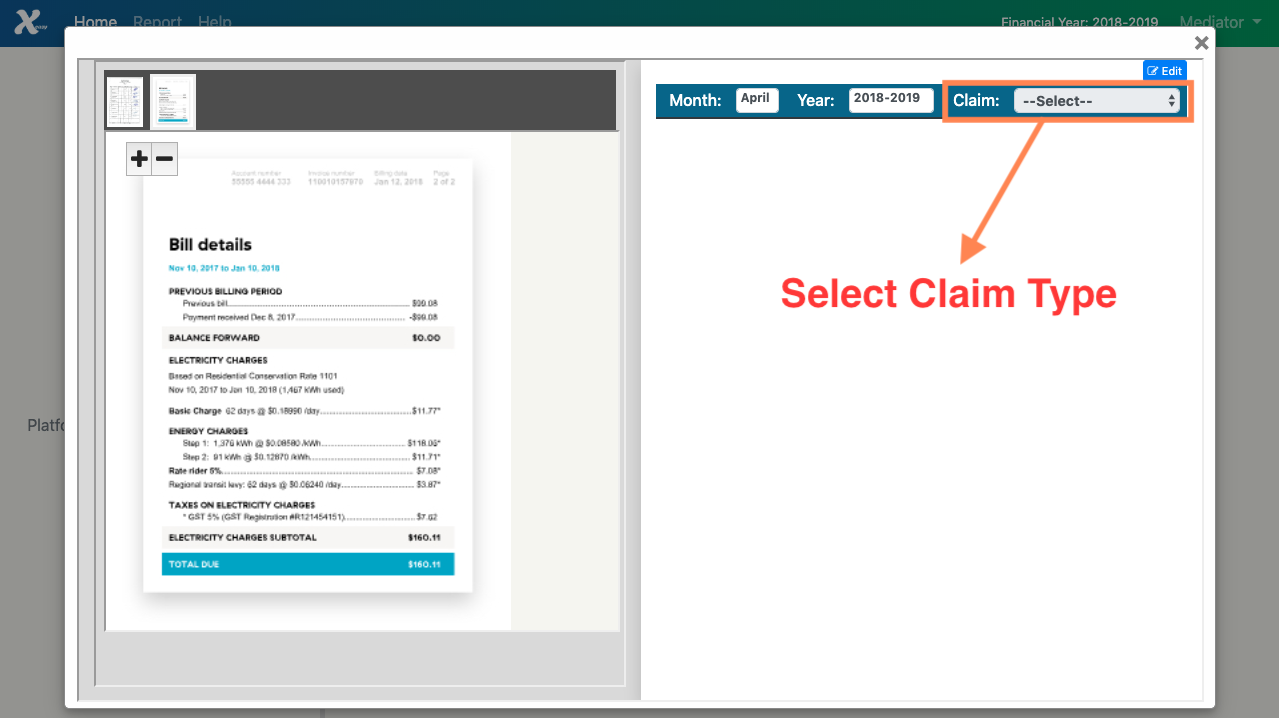 Xeasy
Home Report Help
Financial Year: 2018-2019 Mediator
×
Edit
Month: April Year: 2018-2019 Claim: --Select--
Select Claim Type
Platfo
Account number Invoice number Billing date Page
55555 4444 333 110010157970 Jan 12, 2018 2 of 2
Bill details
Nov 10, 2017 to Jan 10, 2018
PREVIOUS BILLING PERIOD
Previous bill $99.08
Payment received Dec 8, 2017 -$99.08
BALANCE FORWARD $0.00
ELECTRICITY CHARGES
Based on Residential Conservation Rate 1101
Nov 10, 2017 to Jan 10, 2018 (1,467 kWh used)
Basic Charge 62 days @ $0.18990 /day $11.77*
ENERGY CHARGES
Step 1: 1,376 kWh @ $0.08580 /kWh $118.06*
Step 2: 91 kWh @ $0.12870 /kWh $11.71*
Rate rider 5% $7.08*
Regional transit levy: 62 days @ $0.06240 /day $3.87*
TAXES ON ELECTRICITY CHARGES
* GST 5% (GST Registration #R121454151) $7.62
ELECTRICITY CHARGES SUBTOTAL $160.11
TOTAL DUE $160.11